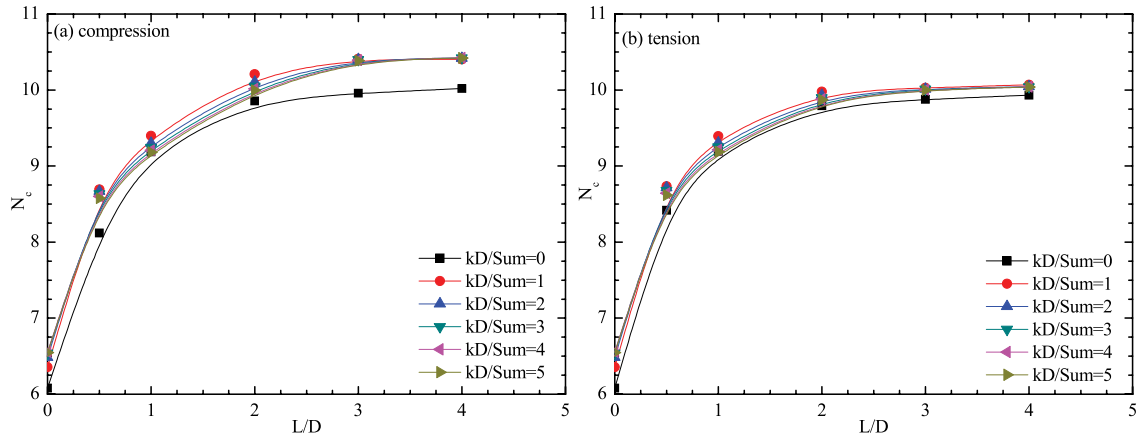 11
10
9
8
7
6
N_c
(a) compression
kD/Sum=0
kD/Sum=1
kD/Sum=2
kD/Sum=3
kD/Sum=4
kD/Sum=5
0 1 2 3 4 5
L/D
11
10
9
8
7
6
N_c
(b) tension
kD/Sum=0
kD/Sum=1
kD/Sum=2
kD/Sum=3
kD/Sum=4
kD/Sum=5
0 1 2 3 4 5
L/D